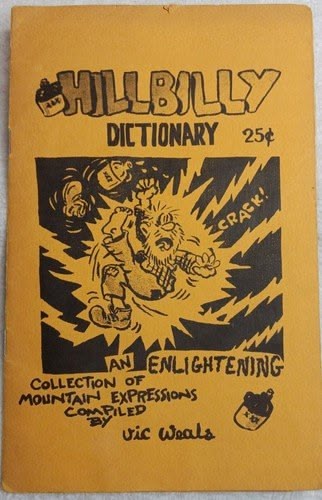 HILLBILLY
DICTIONARY 25¢
CRACK!
AN ENLIGHTENING
COLLECTION OF
MOUNTAIN EXPRESSIONS
COMPILED
BY Vic Weals